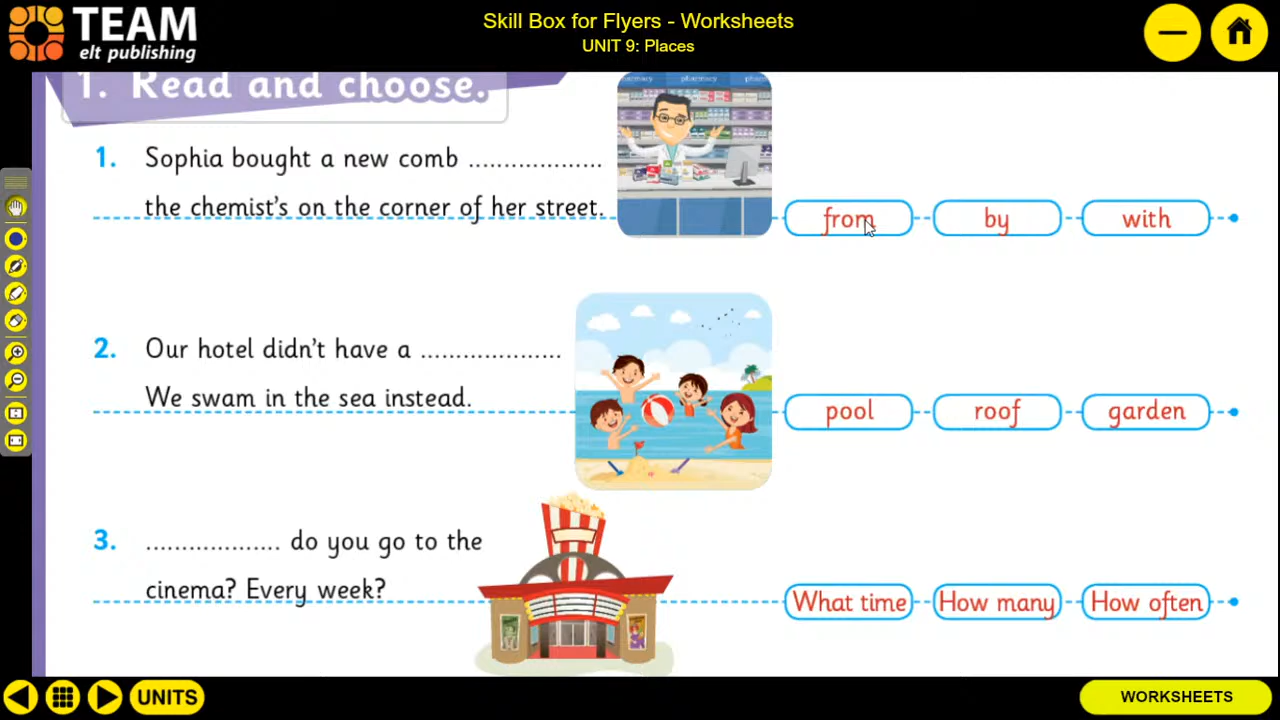 TEAM
elt publishing
Skill Box for Flyers - Worksheets
UNIT 9: Places
1. Read and choose.
pharmacy pharmacy
1. Sophia bought a new comb ...................
the chemist's on the corner of her street.
from by with
2. Our hotel didn't have a ....................
We swam in the sea instead.
pool roof garden
3. ................... do you go to the
cinema? Every week?
What time How many How often
UNITS
WORKSHEETS